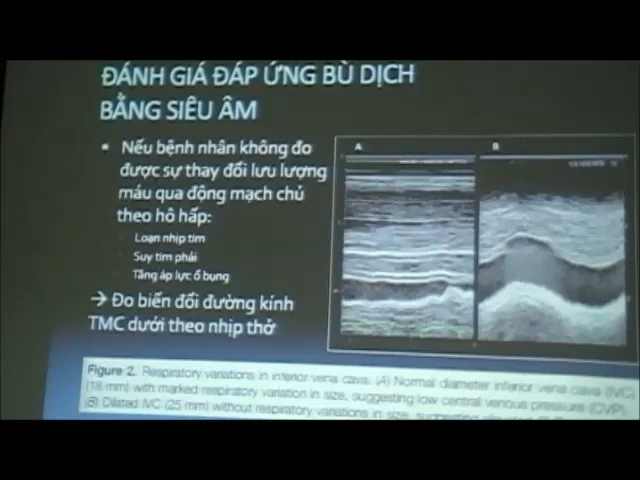 ĐÁNH GIÁ ĐÁP ỨNG BÙ DỊCH
BẰNG SIÊU ÂM
▪ Nếu bệnh nhân không đo
được sự thay đổi lưu lượng
máu qua động mạch chủ
theo hô hấp:
Loạn nhịp tim
Suy tim phải
Tăng áp lực ổ bụng
→ Đo biến đổi đường kính
TMC dưới theo nhịp thở
A
B
Figure 2. Respiratory variations in inferior vena cava. (A) Normal diameter inferior vena cava (IVC)
(18 mm) with marked respiratory variation in size, suggesting low central venous pressure (CVP).
(B) Dilated IVC (25 mm) without respiratory variations in size, suggesting